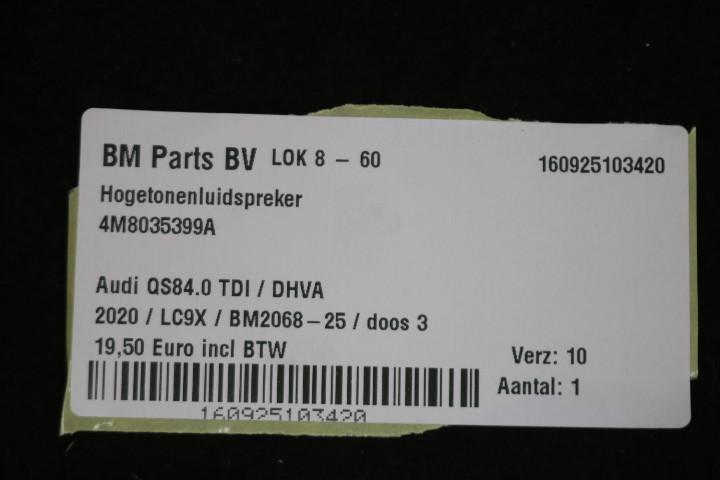 BM Parts BV LOK 8 – 60 160925103420
Hogetonenluidspreker
4M8035399A
Audi QS84.0 TDI / DHVA
2020 / LC9X / BM2068–25 / doos 3
19,50 Euro incl BTW Verz: 10
Aantal: 1
160925103420